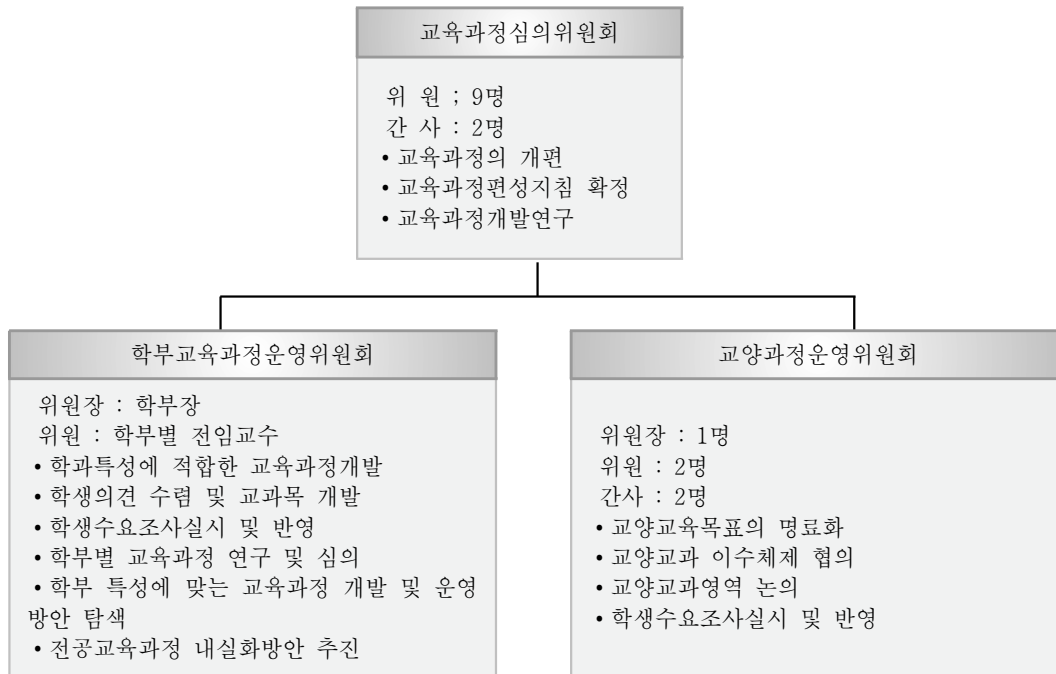 교육과정심의위원회
위 원 ; 9명
간 사 : 2명
• 교육과정의 개편
• 교육과정편성지침 확정
• 교육과정개발연구
학부교육과정운영위원회
위원장 : 학부장
위원 : 학부별 전임교수
• 학과특성에 적합한 교육과정개발
• 학생의견 수렴 및 교과목 개발
• 학생수요조사실시 및 반영
• 학부별 교육과정 연구 및 심의
• 학부 특성에 맞는 교육과정 개발 및 운영
방안 탐색
• 전공교육과정 내실화방안 추진
교양과정운영위원회
위원장 : 1명
위원 : 2명
간사 : 2명
• 교양교육목표의 명료화
• 교양교과 이수체제 협의
• 교양교과영역 논의
• 학생수요조사실시 및 반영